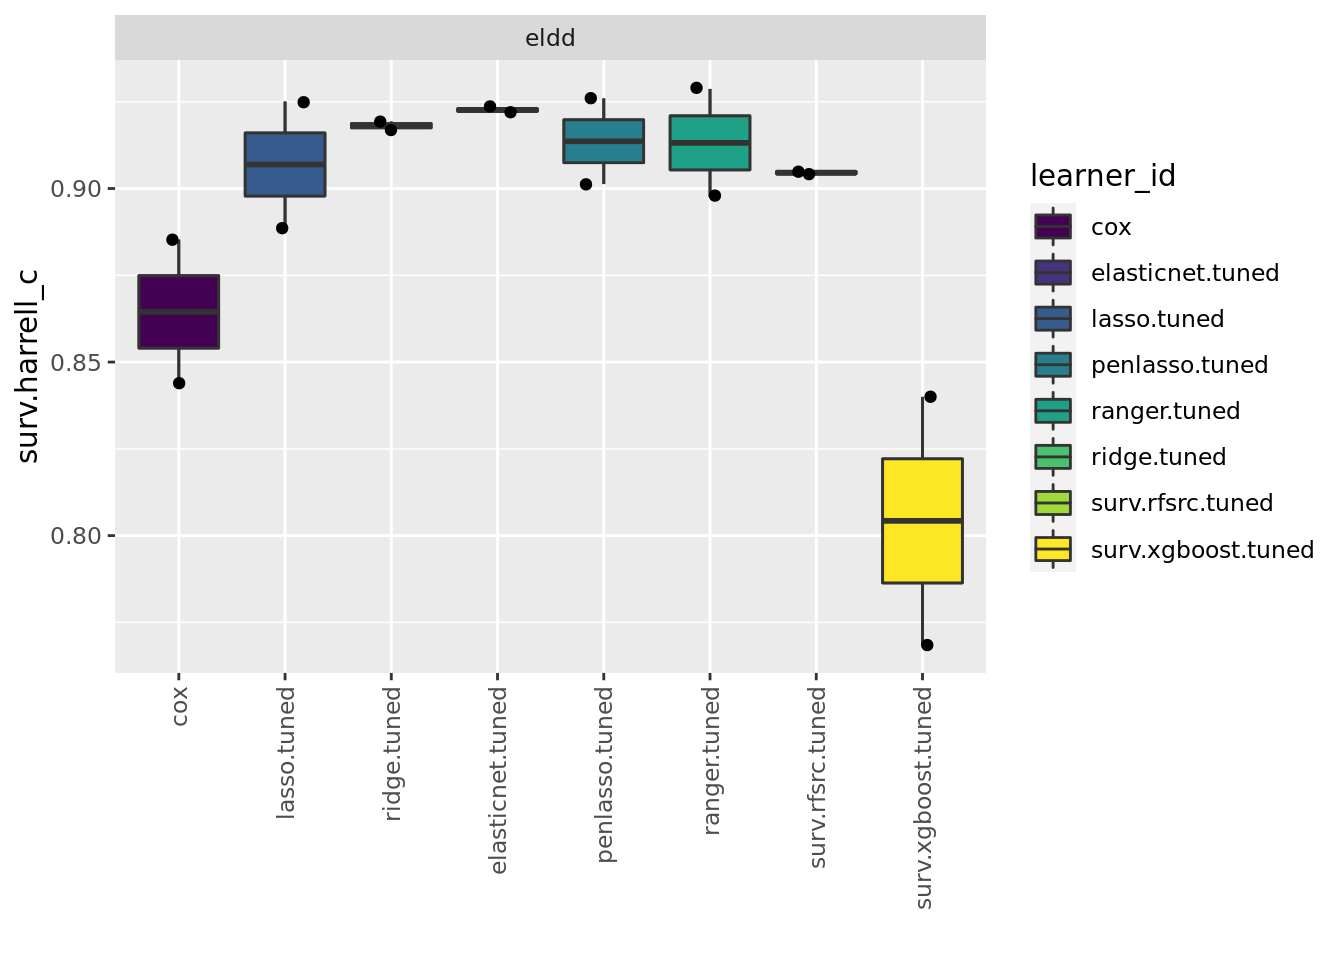 eldd
surv.harrell_c
0.90
0.85
0.80
cox
lasso.tuned
ridge.tuned
elasticnet.tuned
penlasso.tuned
ranger.tuned
surv.rfsrc.tuned
surv.xgboost.tuned
learner_id
cox
elasticnet.tuned
lasso.tuned
penlasso.tuned
ranger.tuned
ridge.tuned
surv.rfsrc.tuned
surv.xgboost.tuned